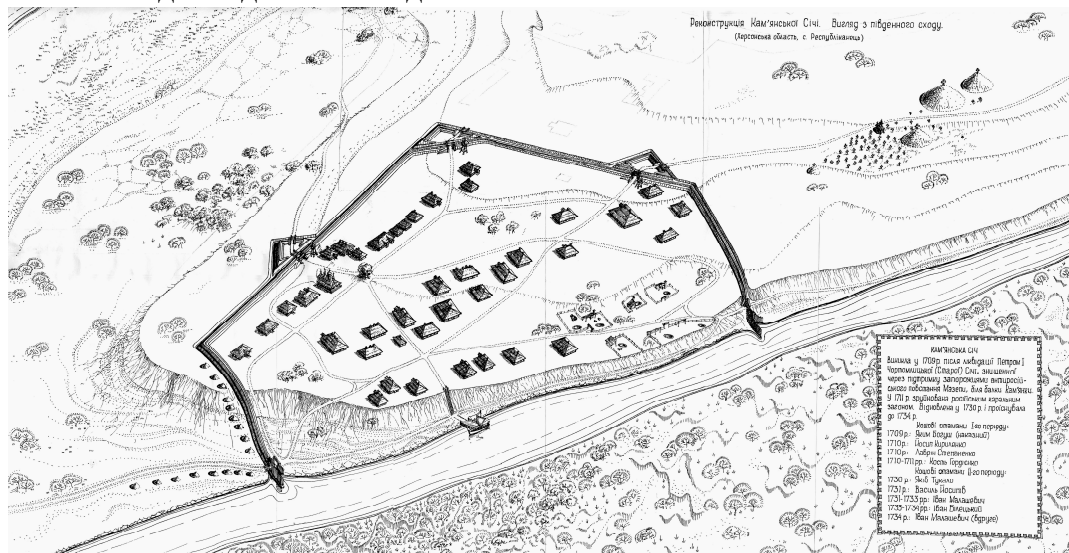 Реконструкція Кам'янської Січі. Вигляд з південного сходу.
(Херсонська область, с. Республіканець)
КАМ'ЯНСЬКА СІЧ
виникла у 1709р. після ліквідації Петром І
Чортомлицької (Старої) Січі, знищеної
через підтримку запорожцями антиросій-
ського повстання Мазепи, біля балки Кам'янки.
У 1711 р. зруйнована російським каральним
загоном. Відновлена у 1730 р. і проіснувала
до 1734 р.
Кошові отамани I-го періоду:
1709 р.: Яким Богуш (наказний)
1710 р.: Йосип Кириленко
1710 р.: Лаврін Степаненко
1710-1711 рр.: Кость Гордієнко
Кошові отамани II-го періоду:
1730 р.: Яків Тукало
1731 р.: Василь Йосипів
1731-1733 рр.: Іван Малашевич
1733-1734 рр.: Іван Білецький
1734 р.: Іван Малашевич (вдруге)